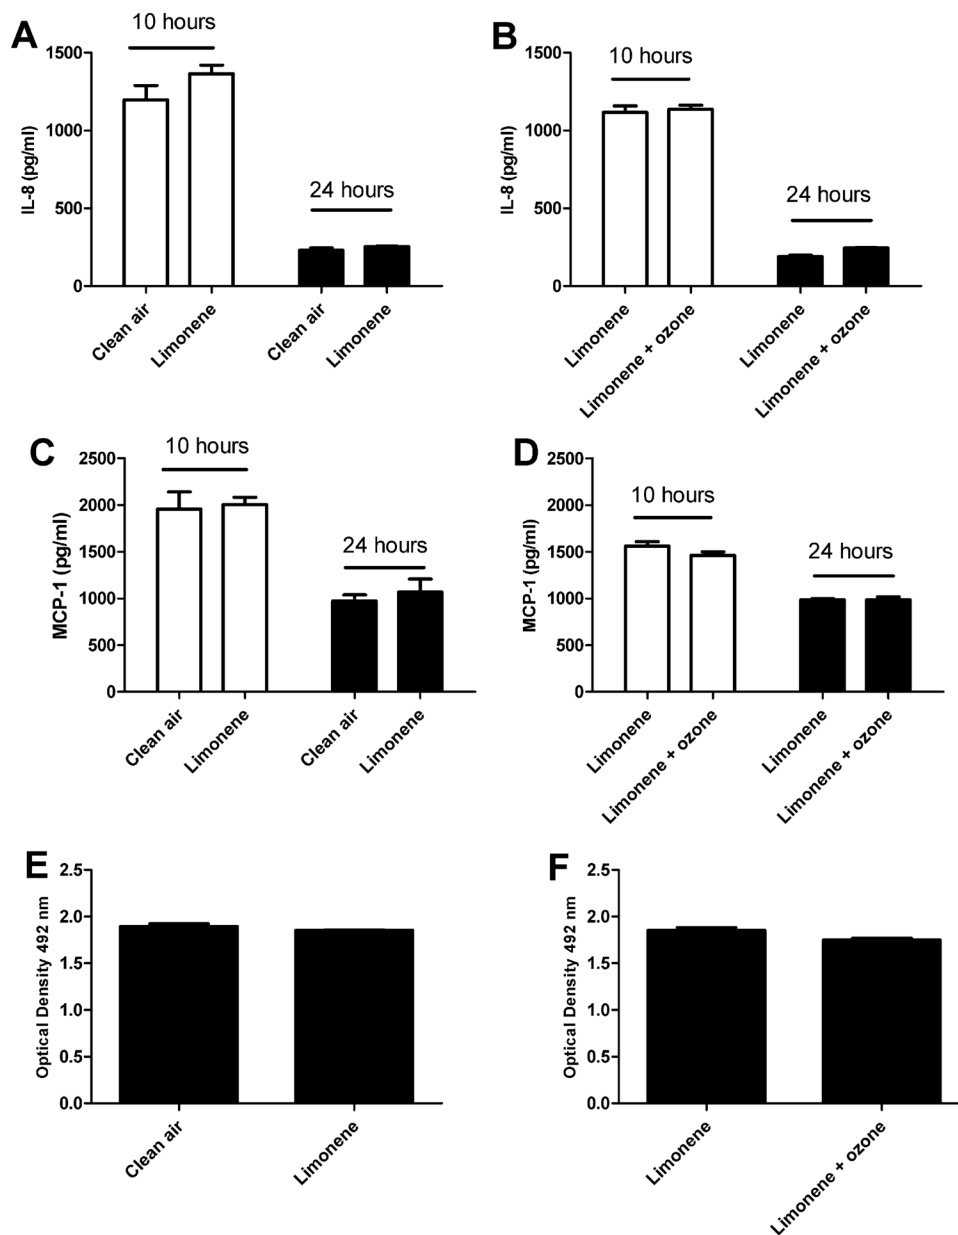 A
10 hours
1500
1000
500
0
IL-8 (pg/ml)
24 hours
Clean air
Limonene
Clean air
Limonene
B
10 hours
1500
1000
500
0
IL-8 (pg/ml)
24 hours
Limonene
Limonene + ozone
Limonene
Limonene + ozone
C
10 hours
2500
2000
1500
1000
500
0
MCP-1 (pg/ml)
24 hours
Clean air
Limonene
Clean air
Limonene
D
10 hours
2500
2000
1500
1000
500
0
MCP-1 (pg/ml)
24 hours
Limonene
Limonene + ozone
Limonene
Limonene + ozone
E
2.5
2.0
1.5
1.0
0.5
0.0
Optical Density 492 nm
Clean air
Limonene
F
2.5
2.0
1.5
1.0
0.5
0.0
Optical Density 492 nm
Limonene
Limonene + ozone